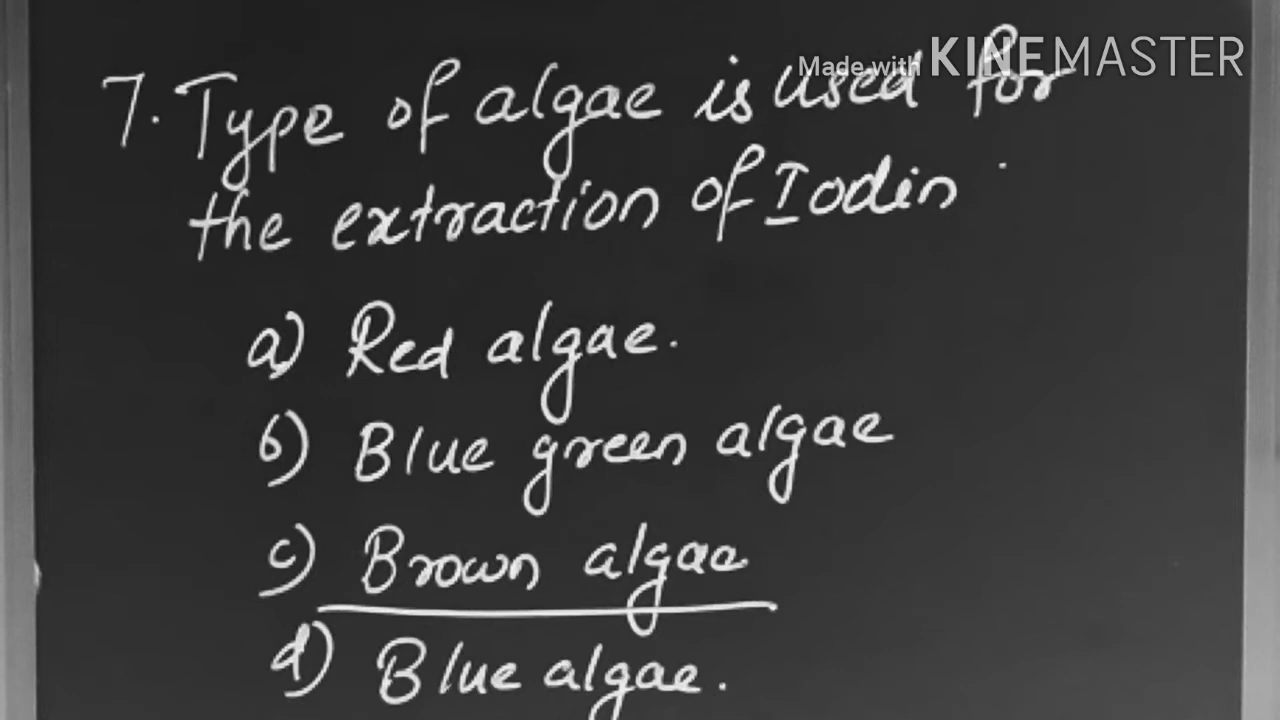 Made with KINEMASTER
7. Type of algae is used for
the extraction of Iodin
a) Red algae.
b) Blue green algae
c) Brown algae
d) Blue algae.